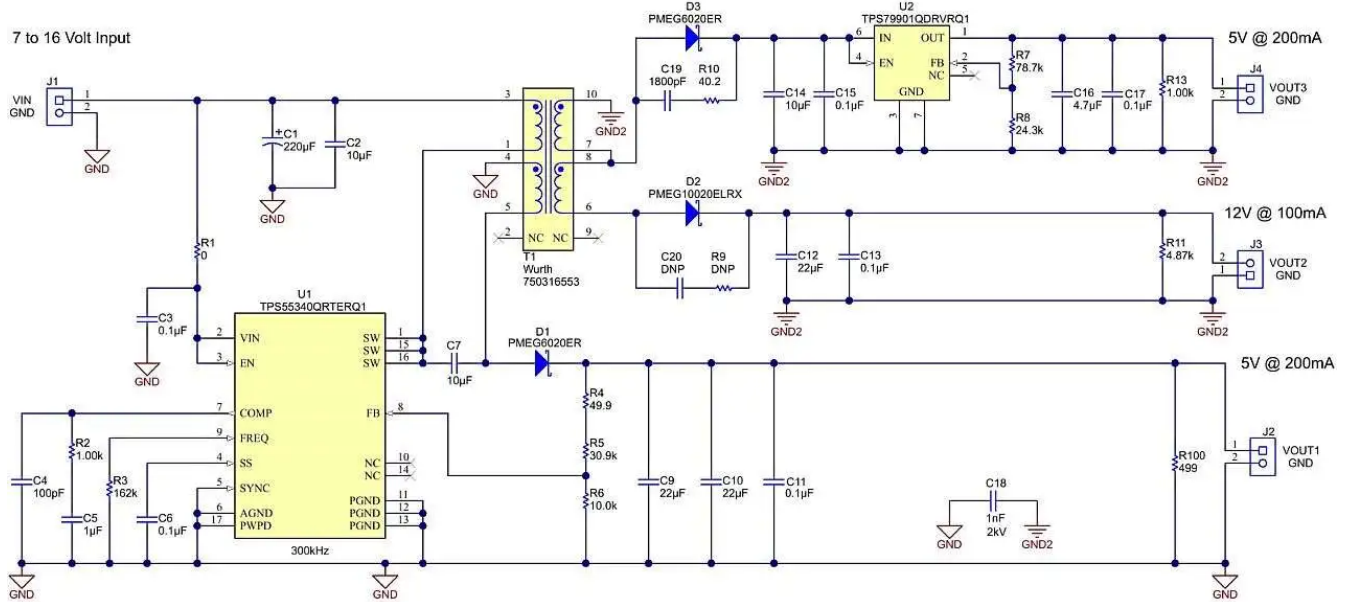 7 to 16 Volt Input
J1
VIN
GND
1
2
GND
C1
220µF
C2
10µF
GND
R1
0
C3
0.1µF
GND
3
1
4
5
2
NC
NC
10
7
8
6
9
GND
GND2
T1
Wurth
750316553
D3
PMEG6020ER
C19
1800pF
R10
40.2
C14
10µF
C15
0.1µF
GND2
U2
TPS79901QDRVRQ1
6
IN
OUT
1
4
EN
FB
2
NC
5
GND
3
7
R7
78.7k
R8
24.3k
C16
4.7µF
C17
0.1µF
R13
1.00k
GND2
5V @ 200mA
J4
1
2
VOUT3
GND
D2
PMEG10020ELRX
C20
DNP
R9
DNP
C12
22µF
C13
0.1µF
GND2
R11
4.87k
GND2
12V @ 100mA
J3
2
1
VOUT2
GND
U1
TPS55340QRTERQ1
2
VIN
3
EN
7
COMP
9
FREQ
4
SS
5
SYNC
6
AGND
17
PWPD
SW
1
SW
15
SW
16
FB
8
NC
10
NC
14
PGND
11
PGND
12
PGND
13
300kHz
C4
100pF
R2
1.00k
C5
1µF
R3
162k
C6
0.1µF
GND
GND
C7
10µF
D1
PMEG6020ER
R4
49.9
R5
30.9k
R6
10.0k
C9
22µF
C10
22µF
C11
0.1µF
C18
1nF
2kV
GND
GND2
R100
499
5V @ 200mA
J2
1
2
VOUT1
GND
GND